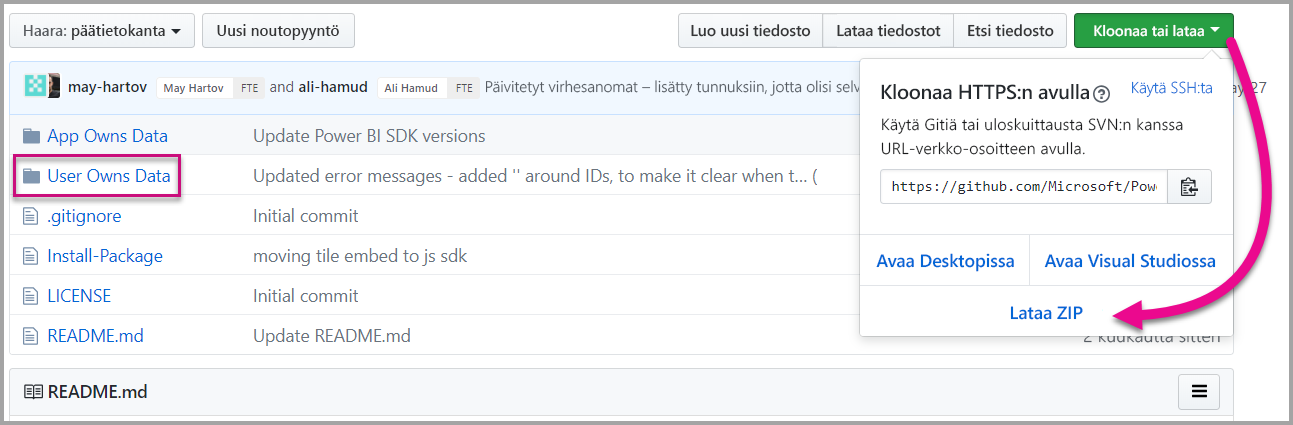 Haara: päätietokanta
Uusi noutopyyntö
Luo uusi tiedosto
Lataa tiedostot
Etsi tiedosto
Kloonaa tai lataa
may-hartov May Hartov FTE and ali-hamud Ali Hamud FTE Päivitetyt virhesanomat – lisätty tunnuksiin, jotta olisi selv
27
App Owns Data Update Power BI SDK versions
User Owns Data Updated error messages - added '' around IDs, to make it clear when t... (
.gitignore Initial commit
Install-Package moving tile embed to js sdk
LICENSE Initial commit
README.md Update README.md
2 kuukautta sitten
Kloonaa HTTPS:n avulla
Käytä SSH:ta
Käytä Gitiä tai uloskuittausta SVN:n kanssa
URL-verkko-osoitteen avulla.
https://github.com/Microsoft/Pow
Avaa Desktopissa
Avaa Visual Studiossa
Lataa ZIP
README.md